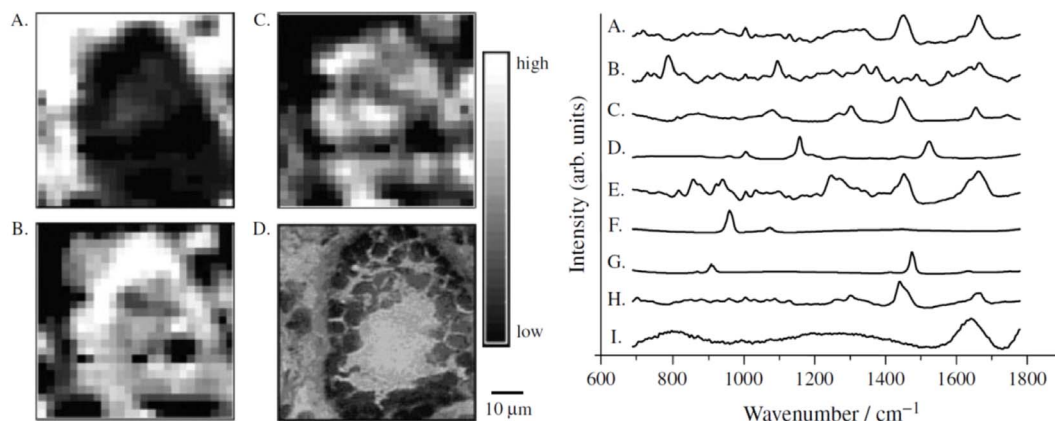 A.
C.
high
B.
D.
low
10 µm
A.
B.
C.
D.
E.
F.
G.
H.
I.
Intensity (arb. units)
600
800
1000
1200
1400
1600
1800
Wavenumber / cm⁻¹